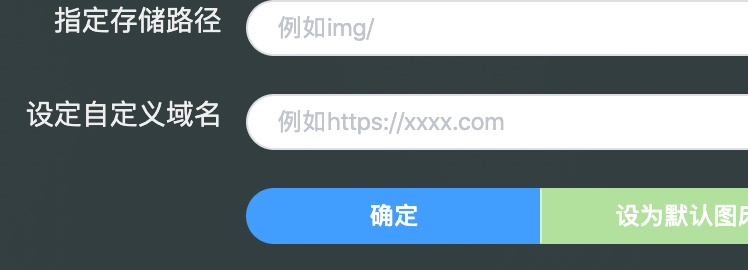 指定存储路径
例如img/
设定自定义域名
例如https://xxxx.com
确定
设为默认图